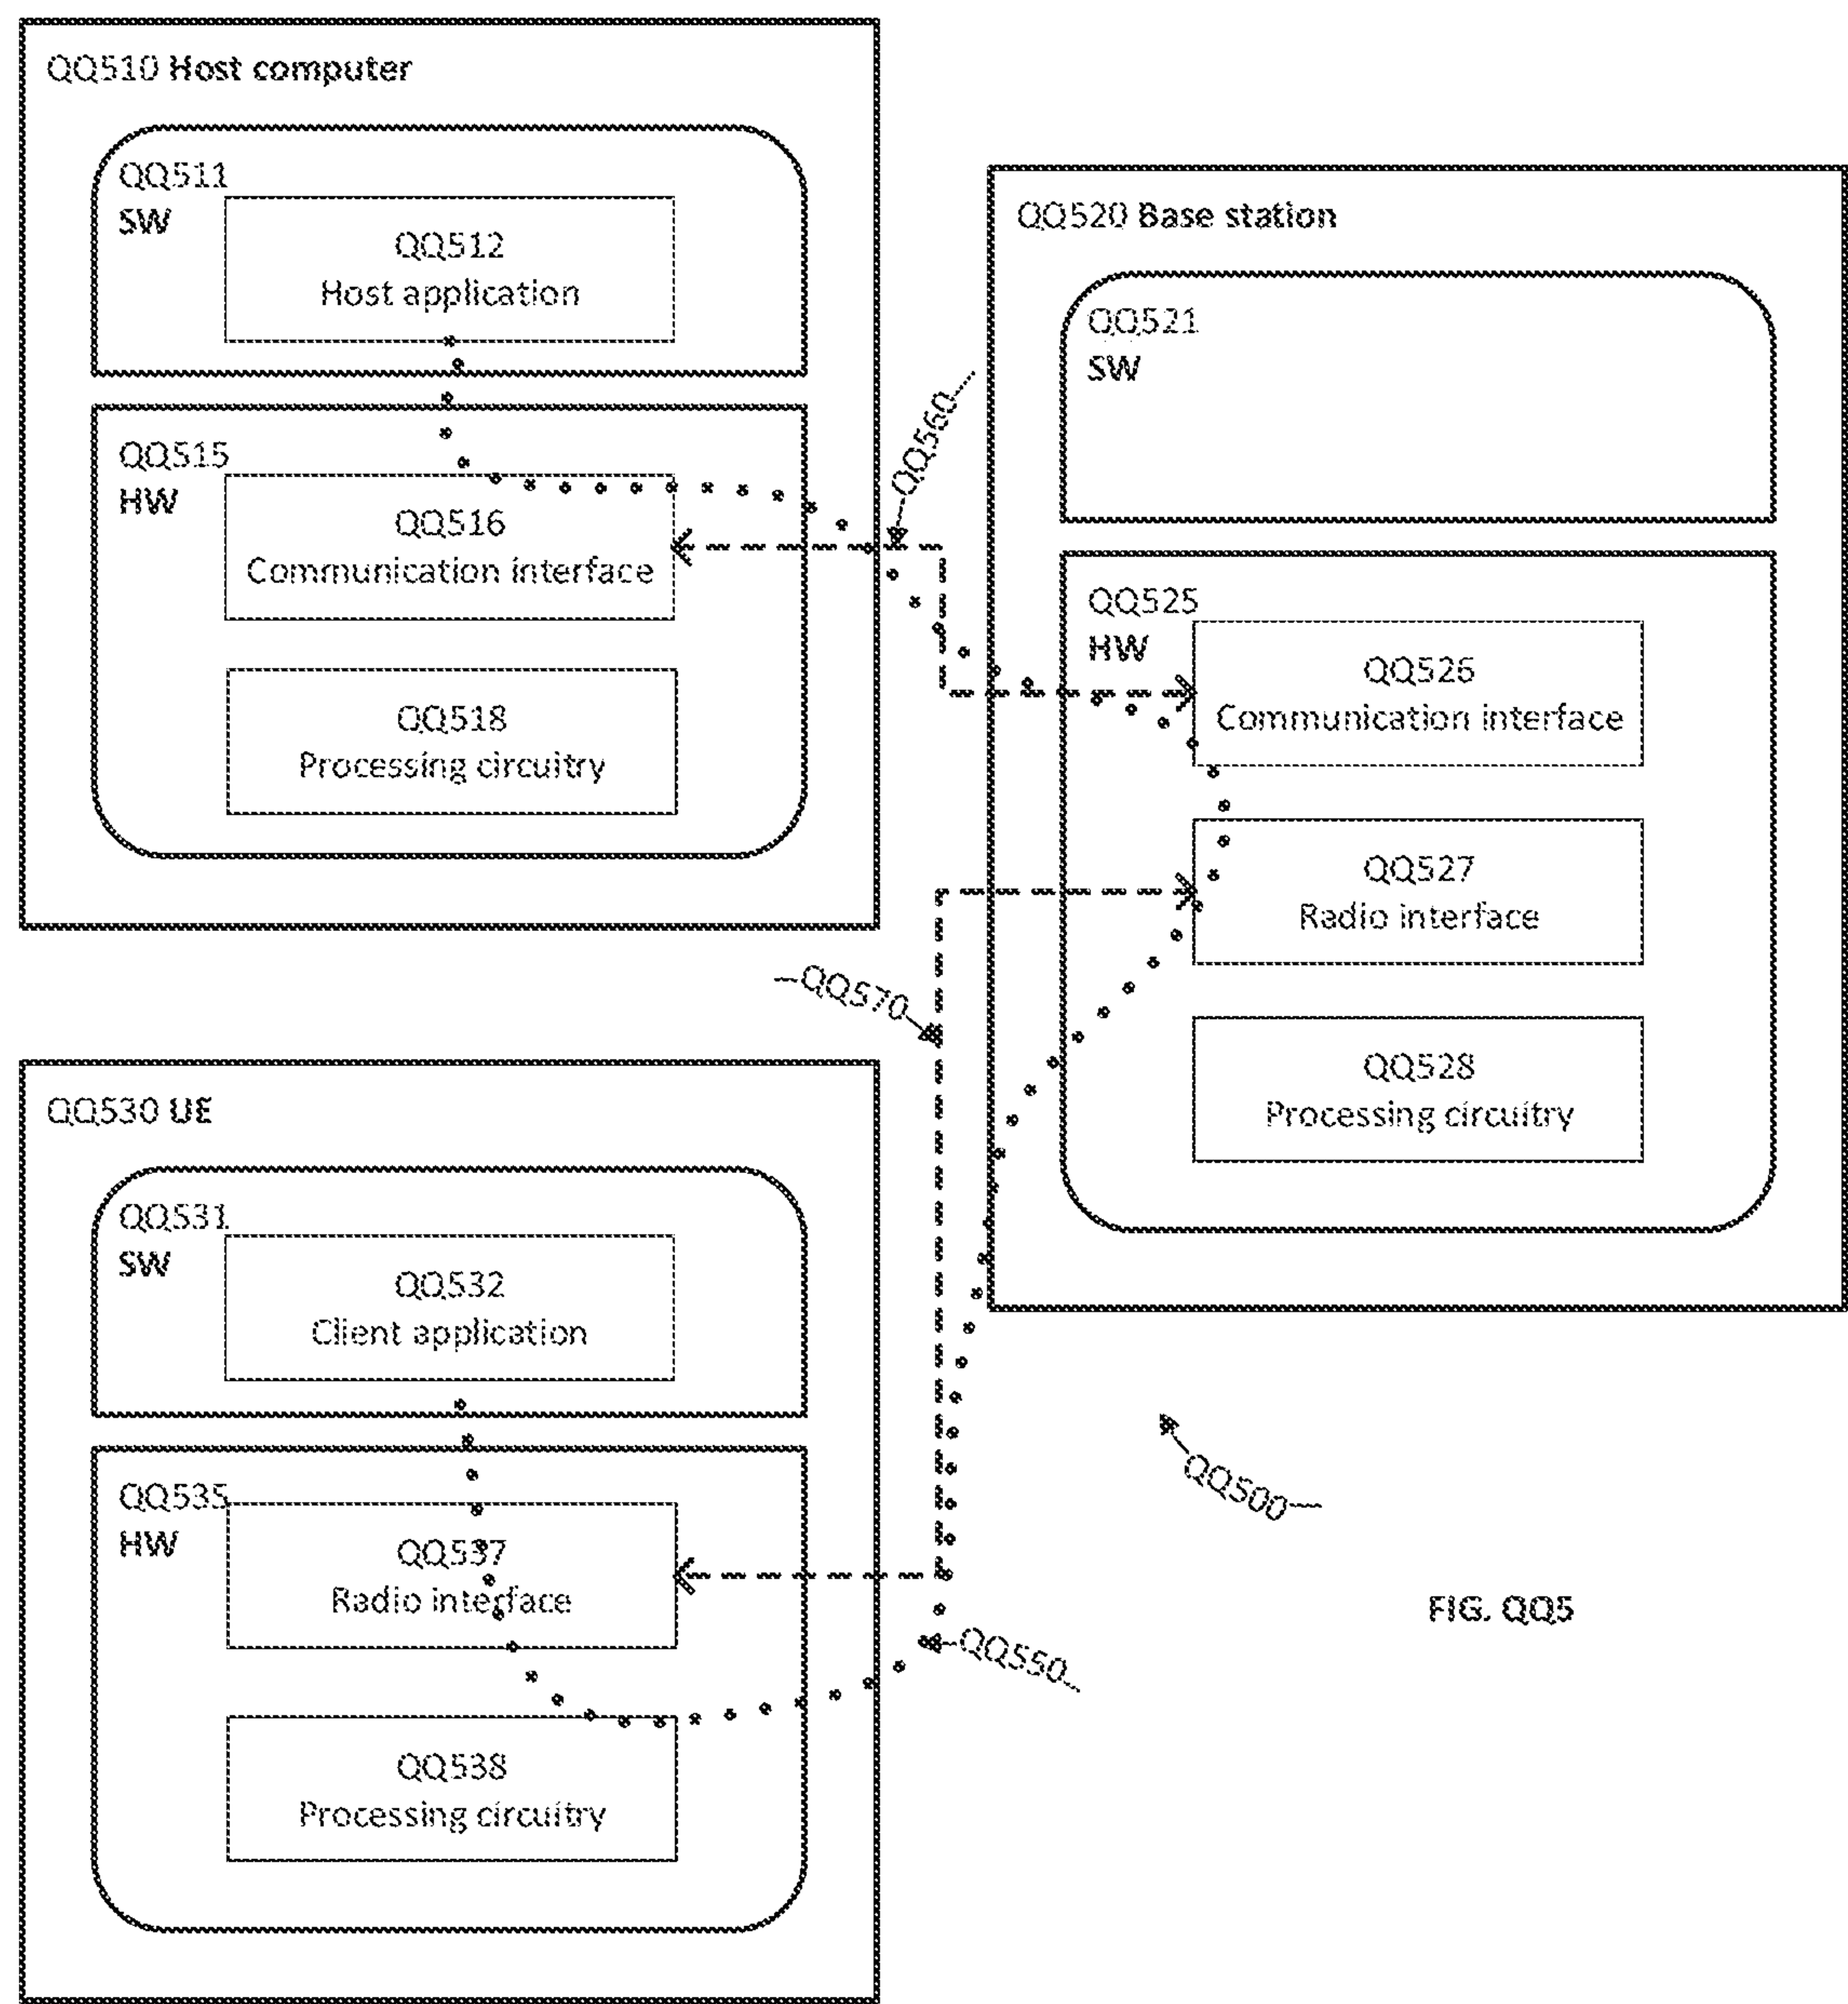 QQ510 Host computer
QQ511
SW
QQ512
Host application
QQ515
HW
QQ516
Communication interface
QQ518
Processing circuitry
QQ560
QQ520 Base station
QQ521
SW
QQ525
HW
QQ526
Communication interface
QQ527
Radio interface
QQ528
Processing circuitry
QQ570
QQ530 UE
QQ531
SW
QQ532
Client application
QQ535
HW
QQ537
Radio interface
QQ538
Processing circuitry
QQ500
QQ550
FIG. QQ5